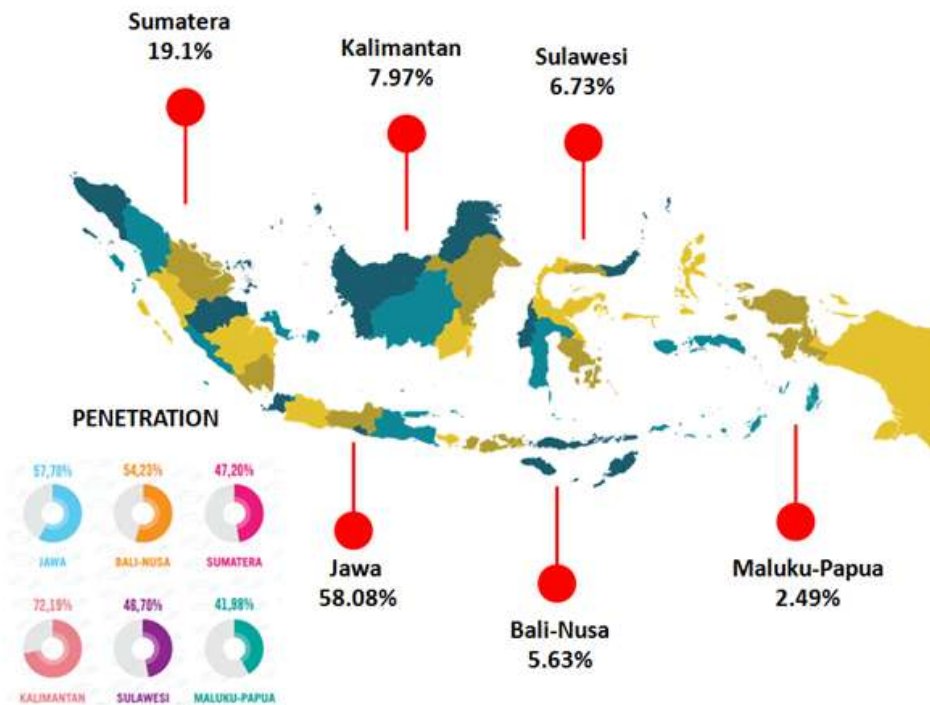 Sumatera
19.1%
Kalimantan
7.97%
Sulawesi
6.73%
PENETRATION
57,70%
54,23%
47,20%
JAWA
BALI-NUSA
SUMATERA
72,19%
46,70%
41,98%
KALIMANTAN
SULAWESI
MALUKU-PAPUA
Jawa
58.08%
Bali-Nusa
5.63%
Maluku-Papua
2.49%